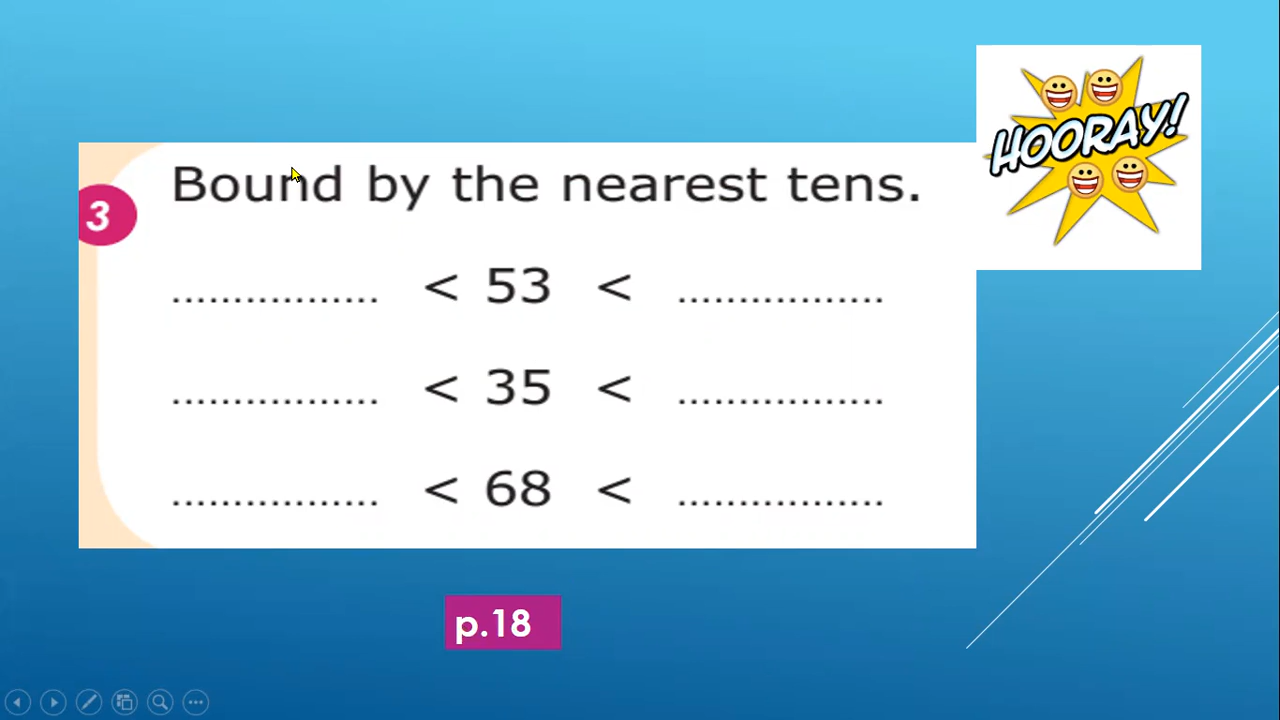 HOORAY!
3 Bound by the nearest tens.
................. < 53 < .................
................. < 35 < .................
................. < 68 < .................
p.18